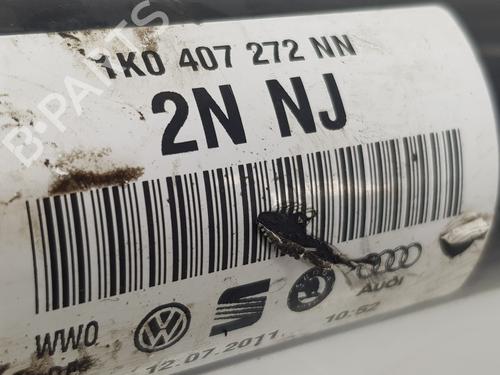 1K0 407 272 NN
2N NJ
WWO
Audi
12.07.2011
10:52
B-PARTS